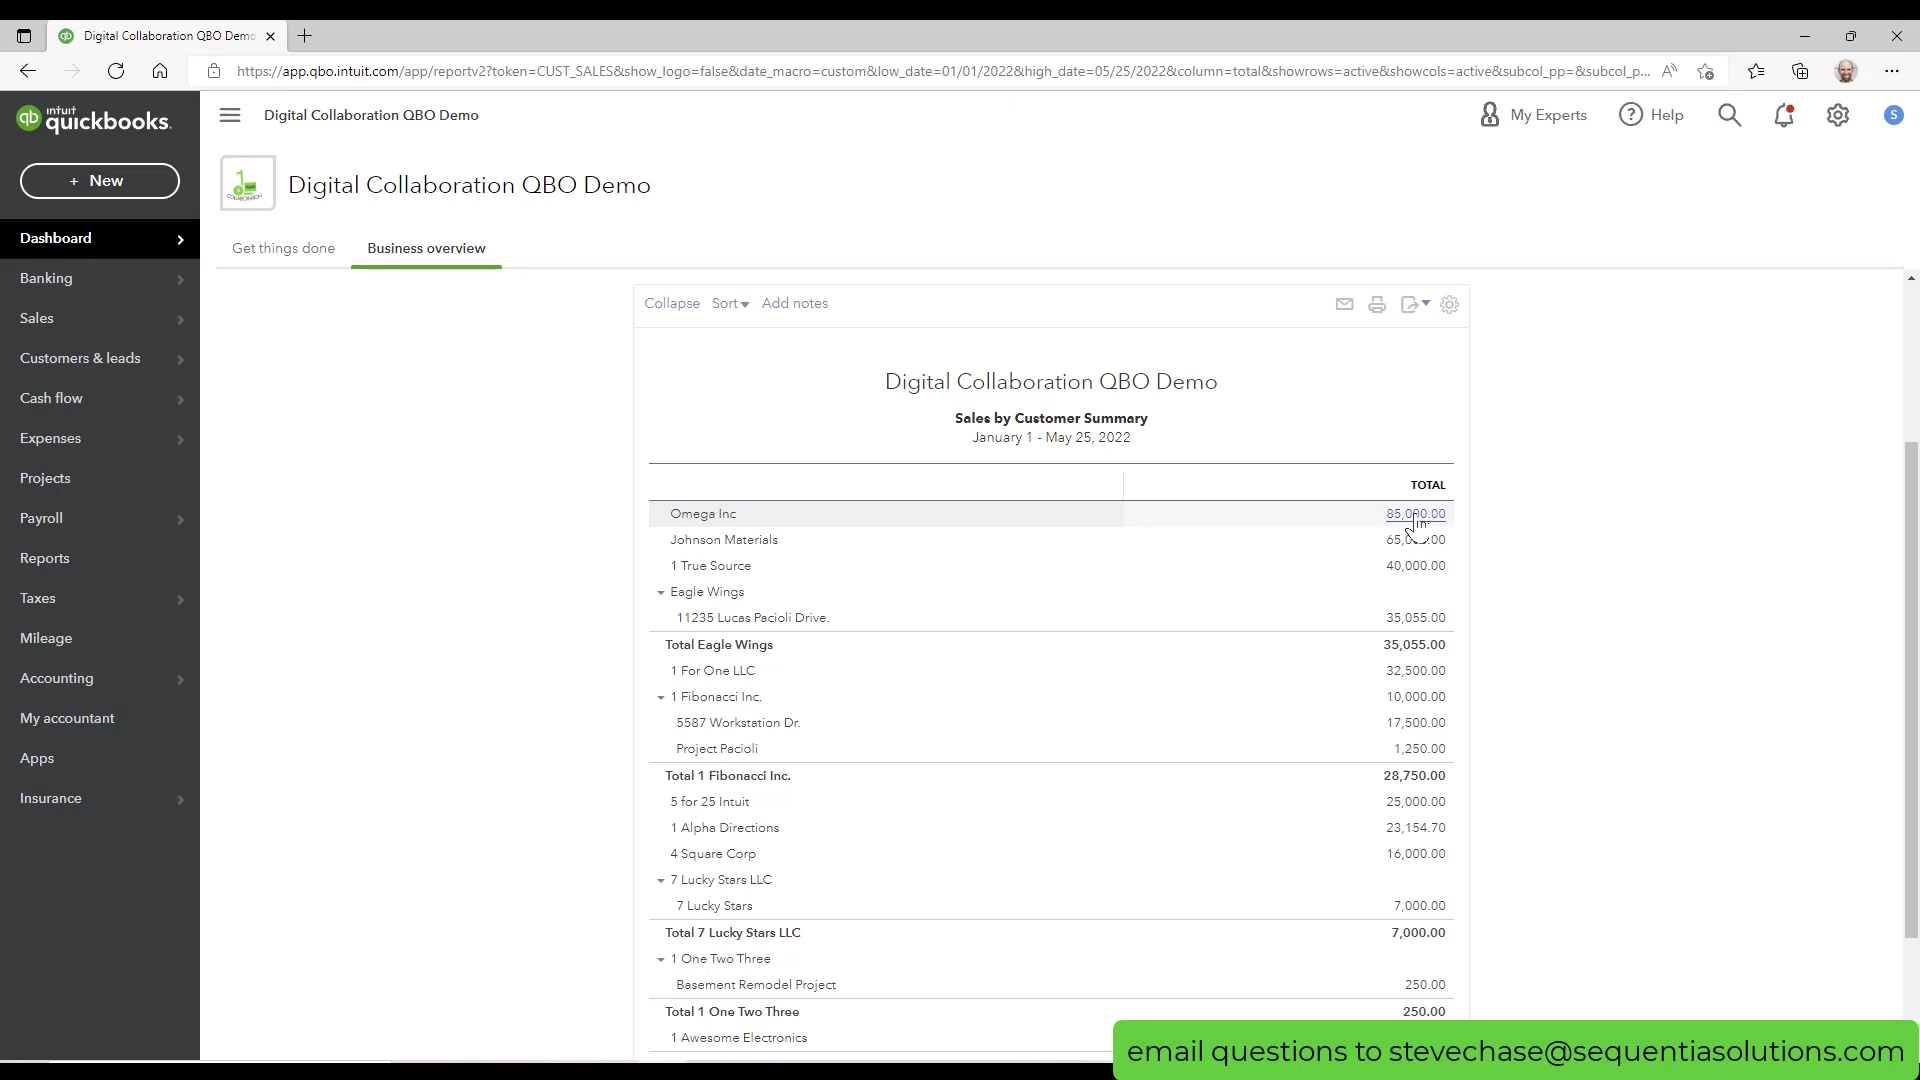 Digital Collaboration QBO Demo
https://app.qbo.intuit.com/app/reportv2?token=CUST_SALES&show_logo=false&date_macro=custom&low_date=01/01/2022&high_date=05/25/2022&column=total&showrows=active&showcols=active&subcol_pp=&subcol_p...
intuit quickbooks.
Digital Collaboration QBO Demo
My Experts
Help
S
+ New
Digital Collaboration QBO Demo
Get things done
Business overview
Dashboard
Banking
Sales
Customers & leads
Cash flow
Expenses
Projects
Payroll
Reports
Taxes
Mileage
Accounting
My accountant
Apps
Insurance
Collapse Sort Add notes
Digital Collaboration QBO Demo
Sales by Customer Summary
January 1 - May 25, 2022
TOTAL
Omega Inc 85,000.00
Johnson Materials
1 True Source 40,000.00
Eagle Wings
11235 Lucas Pacioli Drive. 35,055.00
Total Eagle Wings 35,055.00
1 For One LLC 32,500.00
1 Fibonacci Inc. 10,000.00
5587 Workstation Dr. 17,500.00
Project Pacioli 1,250.00
Total 1 Fibonacci Inc. 28,750.00
5 for 25 Intuit 25,000.00
1 Alpha Directions 23,154.70
4 Square Corp 16,000.00
7 Lucky Stars LLC
7 Lucky Stars 7,000.00
Total 7 Lucky Stars LLC 7,000.00
1 One Two Three
Basement Remodel Project 250.00
Total 1 One Two Three 250.00
1 Awesome Electronics
email questions to stevechase@sequentiasolutions.com